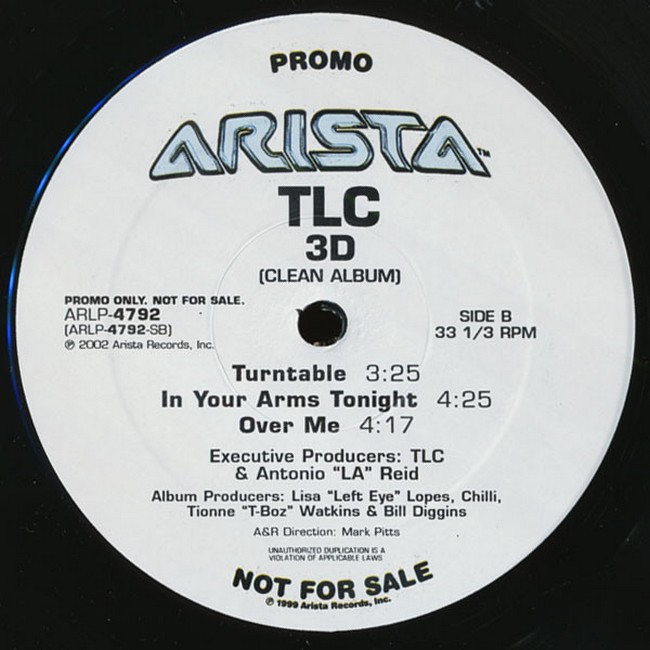 PROMO
ARISTA™
TLC
3D
(CLEAN ALBUM)
PROMO ONLY. NOT FOR SALE.
ARLP-4792
(ARLP-4792-SB)
℗ 2002 Arista Records, Inc.
SIDE B
33 1/3 RPM
Turntable 3:25
In Your Arms Tonight 4:25
Over Me 4:17
Executive Producers: TLC
& Antonio "LA" Reid
Album Producers: Lisa "Left Eye" Lopes, Chilli,
Tionne "T-Boz" Watkins & Bill Diggins
A&R Direction: Mark Pitts
UNAUTHORIZED DUPLICATION IS A
VIOLATION OF APPLICABLE LAWS
NOT FOR SALE
℗ 1999 Arista Records, Inc.